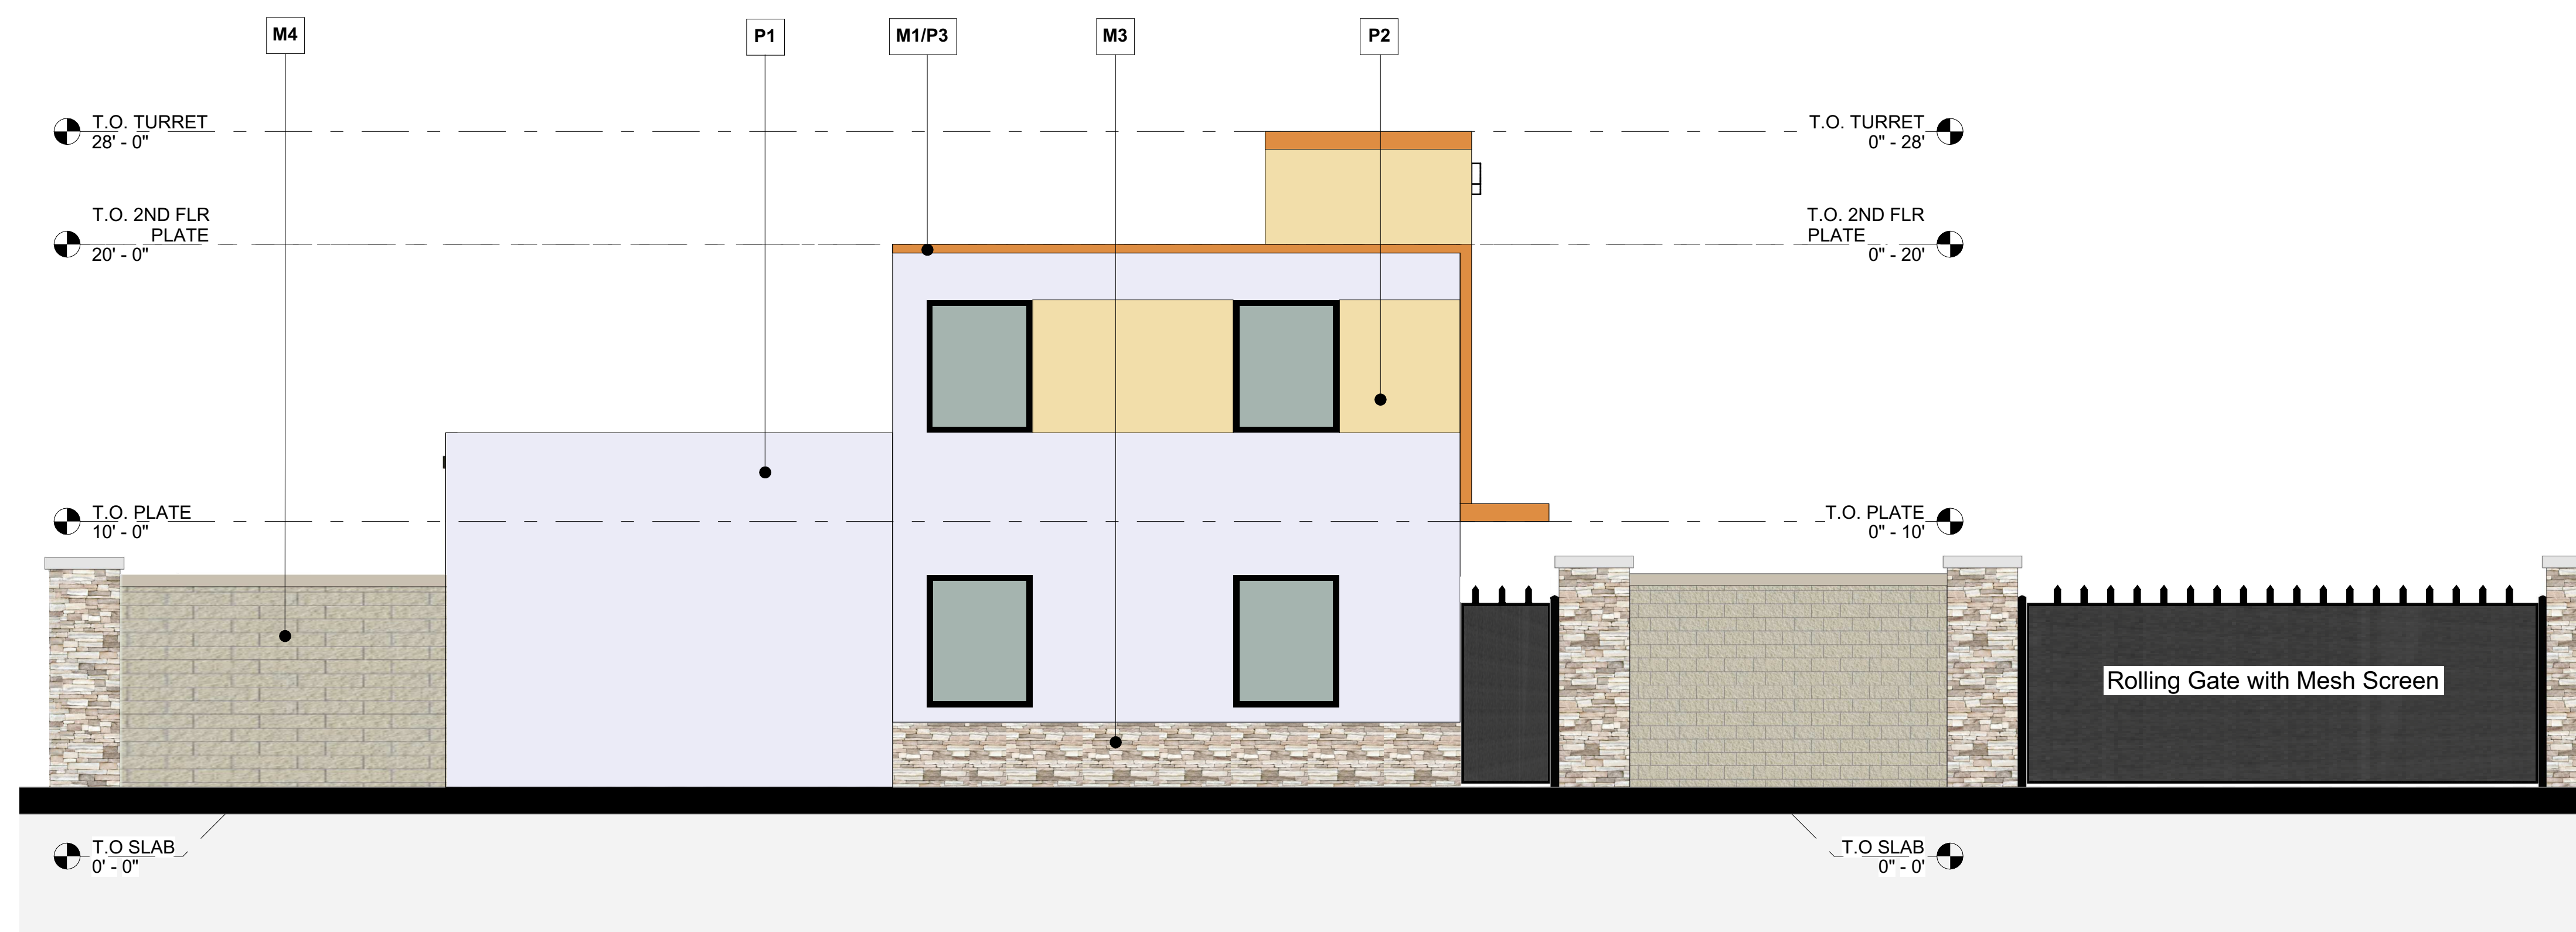 M4
P1
M1/P3
M3
P2
T.O. TURRET
28' - 0"
T.O. TURRET
0" - 28'
T.O. 2ND FLR
PLATE
20' - 0"
T.O. 2ND FLR
PLATE
0" - 20'
T.O. PLATE
10' - 0"
T.O. PLATE
0" - 10'
Rolling Gate with Mesh Screen
T.O SLAB
0' - 0"
T.O SLAB
0" - 0'